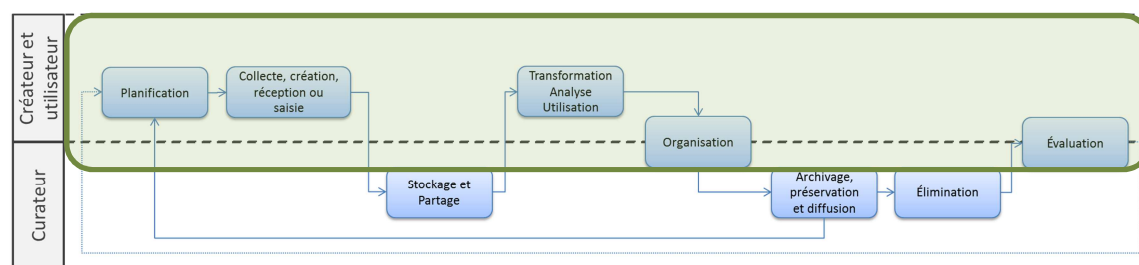 Créateur et
utilisateur
Planification
Collecte, création,
réception ou
saisie
Transformation
Analyse
Utilisation
Organisation
Évaluation
Curateur
Stockage et
Partage
Archivage,
préservation
et diffusion
Élimination